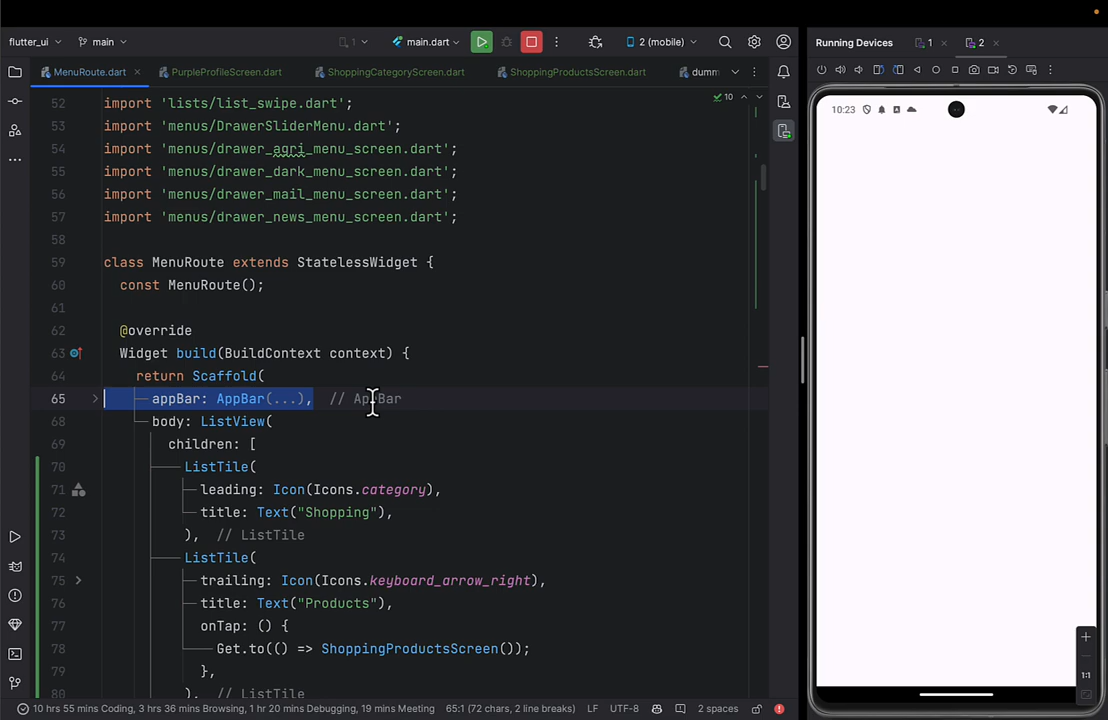 flutter_ui main 1 main.dart 2 (mobile) Running Devices 1 2
MenuRoute.dart PurpleProfileScreen.dart ShoppingCategoryScreen.dart ShoppingProductsScreen.dart dumm
10
10:23
52 import 'lists/list_swipe.dart';
53 import 'menus/DrawerSliderMenu.dart';
54 import 'menus/drawer_agri_menu_screen.dart';
55 import 'menus/drawer_dark_menu_screen.dart';
56 import 'menus/drawer_mail_menu_screen.dart';
57 import 'menus/drawer_news_menu_screen.dart';
58
59 class MenuRoute extends StatelessWidget {
60 const MenuRoute();
61
62 @override
63 Widget build(BuildContext context) {
64 return Scaffold(
65 appBar: AppBar(...), // AppBar
68 body: ListView(
69 children: [
70 ListTile(
71 leading: Icon(Icons.category),
72 title: Text("Shopping"),
73 ), // ListTile
74 ListTile(
75 trailing: Icon(Icons.keyboard_arrow_right),
76 title: Text("Products"),
77 onTap: () {
78 Get.to(() => ShoppingProductsScreen());
79 },
80 ), // ListTile
1:1
10 hrs 55 mins Coding, 3 hrs 36 mins Browsing, 1 hr 20 mins Debugging, 19 mins Meeting 65:1 (72 chars, 2 line breaks) LF UTF-8 2 spaces